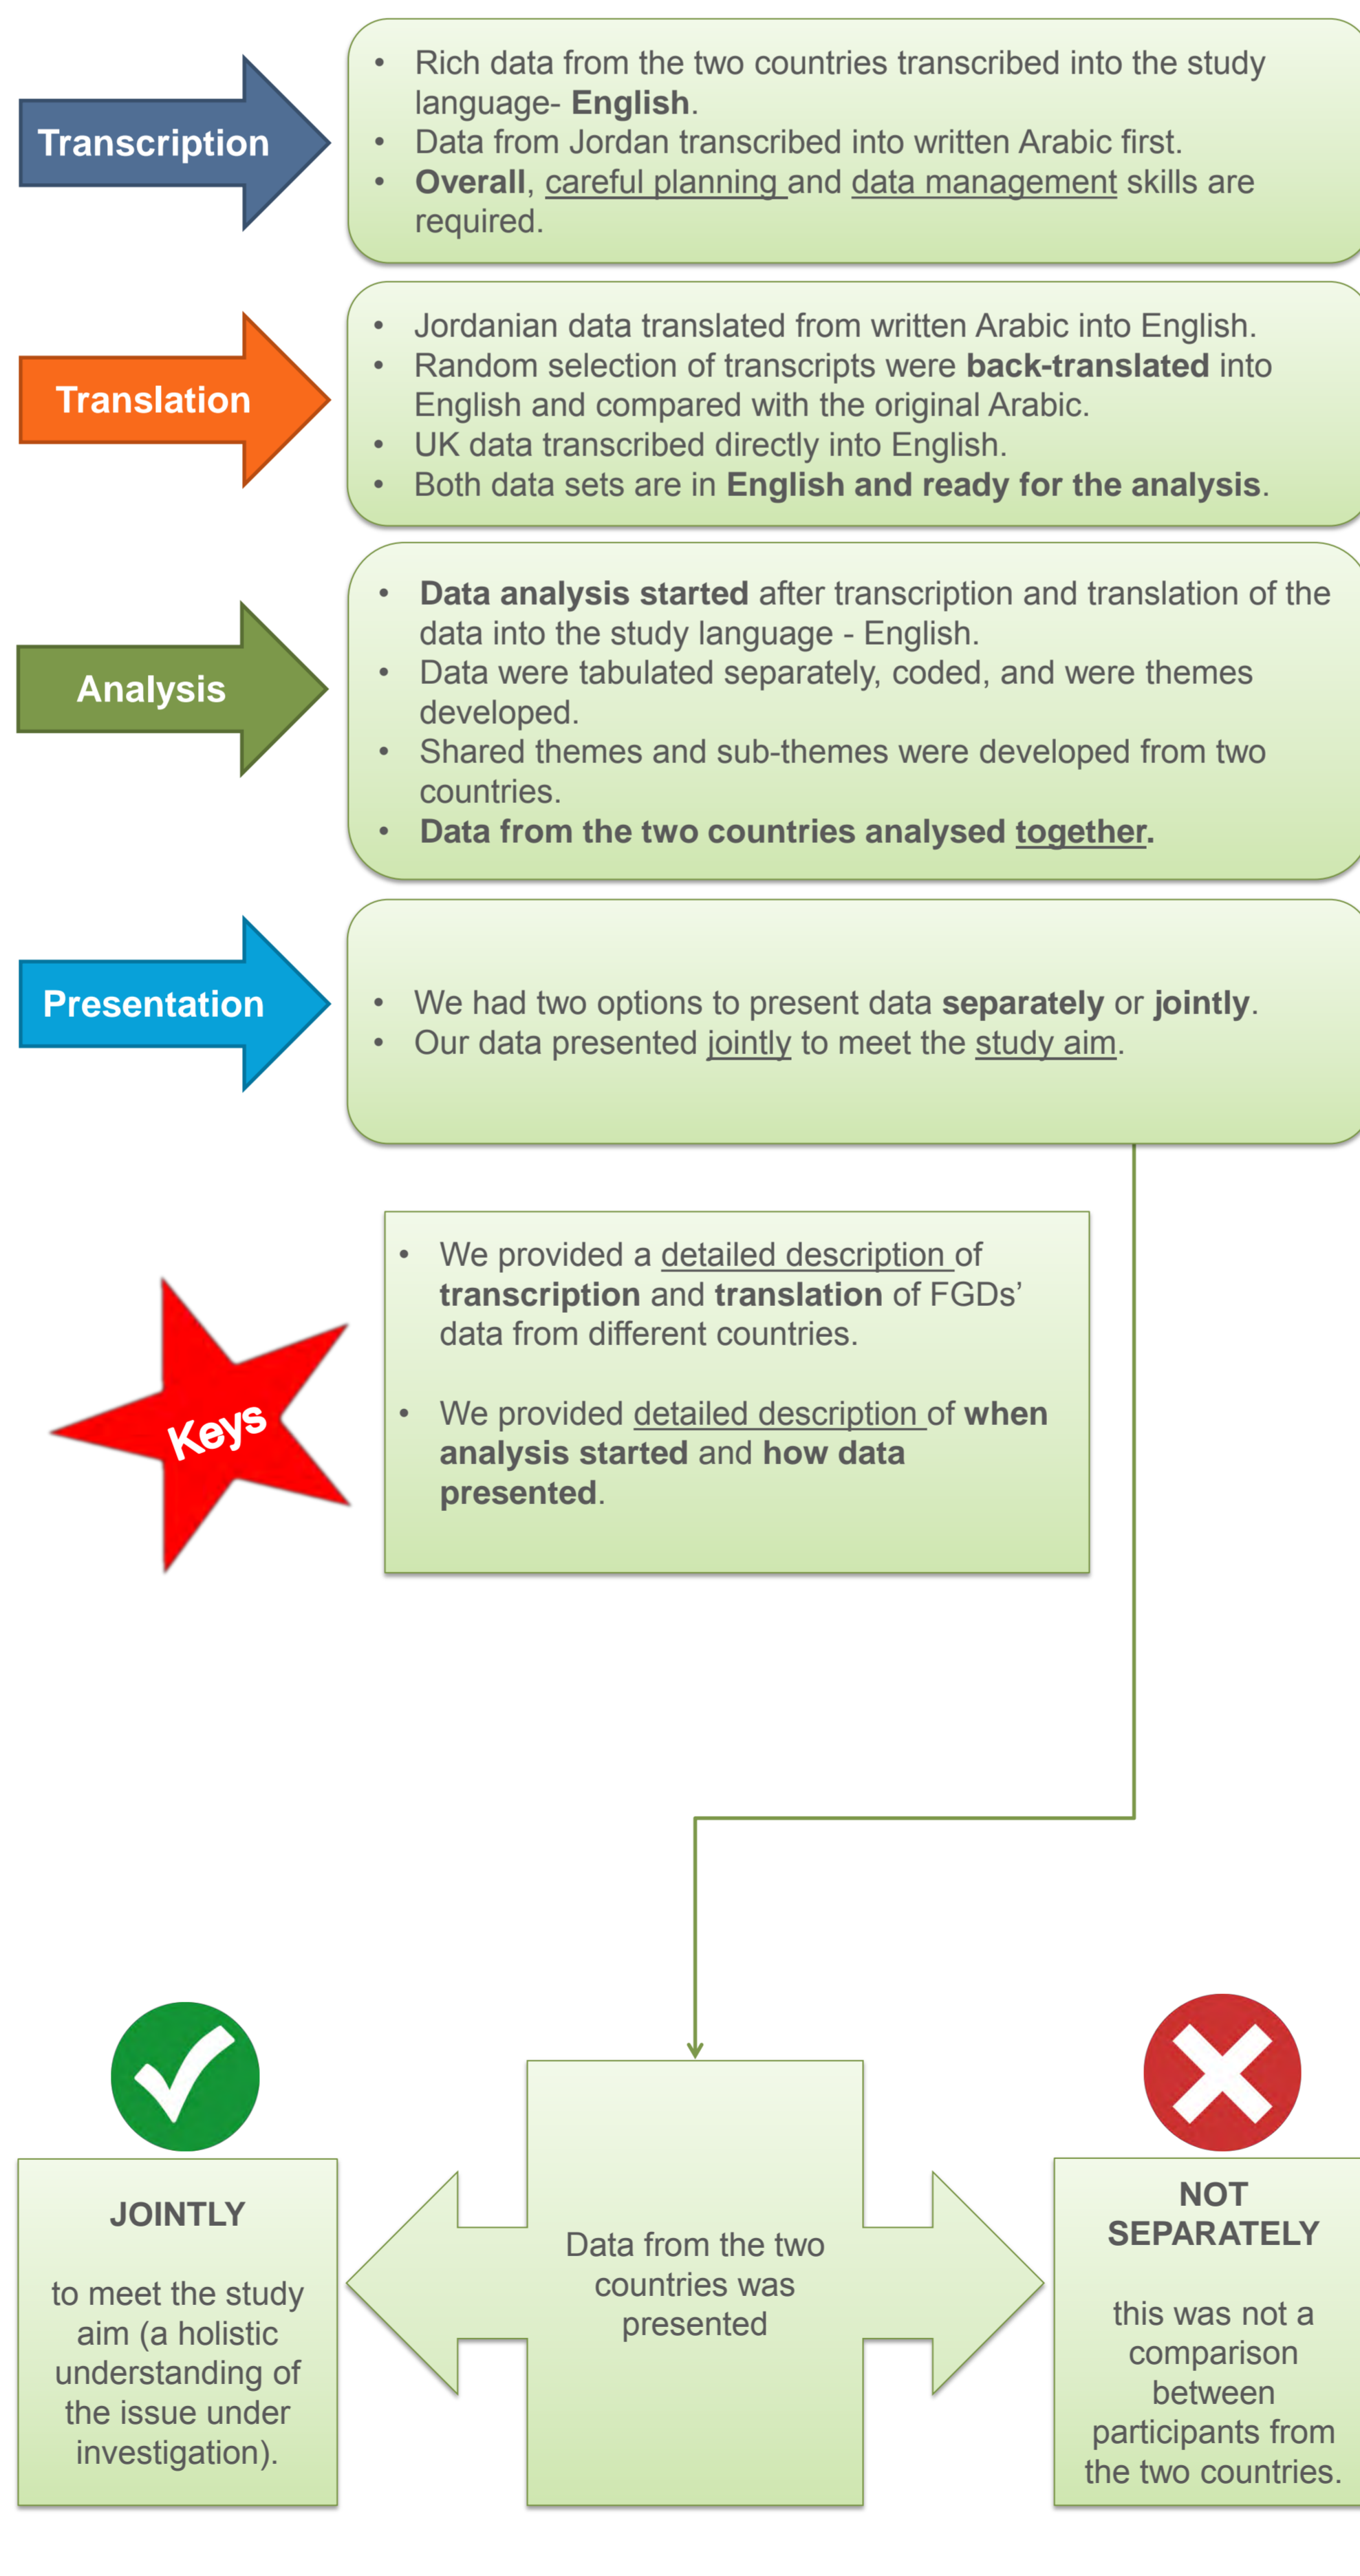 Transcription
• Rich data from the two countries transcribed into the study
language- English.
• Data from Jordan transcribed into written Arabic first.
• Overall, careful planning and data management skills are
required.
Translation
• Jordanian data translated from written Arabic into English.
• Random selection of transcripts were back-translated into
English and compared with the original Arabic.
• UK data transcribed directly into English.
• Both data sets are in English and ready for the analysis.
Analysis
• Data analysis started after transcription and translation of the
data into the study language - English.
• Data were tabulated separately, coded, and were themes
developed.
• Shared themes and sub-themes were developed from two
countries.
• Data from the two countries analysed together.
Presentation
• We had two options to present data separately or jointly.
• Our data presented jointly to meet the study aim.
Keys
• We provided a detailed description of
transcription and translation of FGDs’
data from different countries.
• We provided detailed description of when
analysis started and how data
presented.
JOINTLY
to meet the study
aim (a holistic
understanding of
the issue under
investigation).
Data from the two
countries was
presented
NOT
SEPARATELY
this was not a
comparison
between
participants from
the two countries.